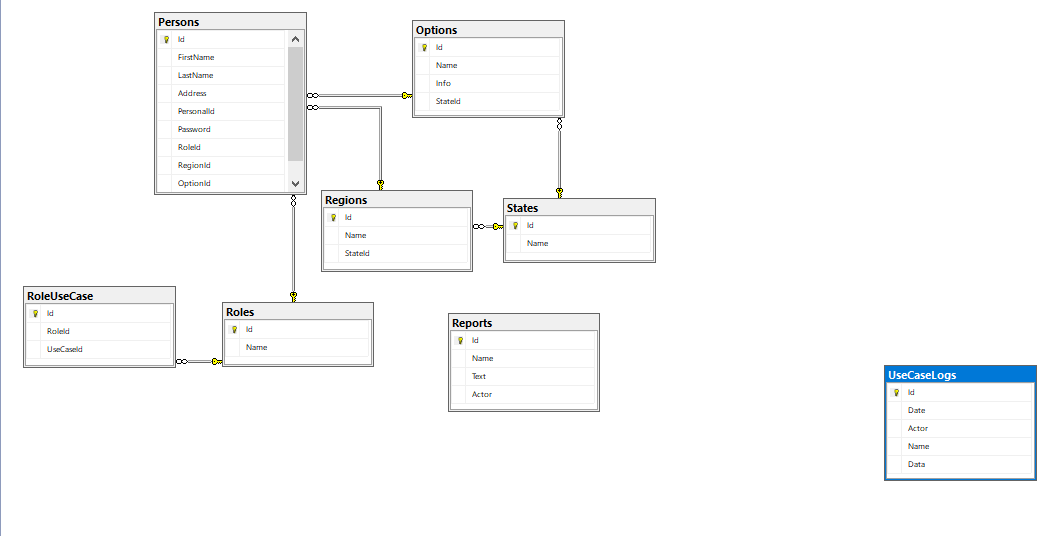 Persons
Id
FirstName
LastName
Address
PersonalId
Password
RoleId
RegionId
OptionId
Options
Id
Name
Info
StateId
Regions
Id
Name
StateId
States
Id
Name
RoleUseCase
Id
RoleId
UseCaseId
Roles
Id
Name
Reports
Id
Name
Text
Actor
UseCaseLogs
Id
Date
Actor
Name
Data